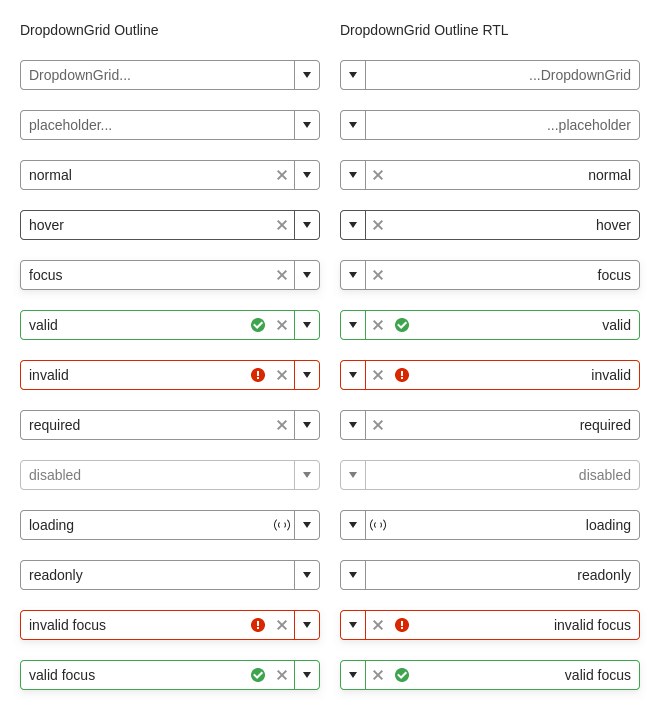 DropdownGrid Outline
DropdownGrid Outline RTL
DropdownGrid...
...DropdownGrid
placeholder...
...placeholder
normal
normal
hover
hover
focus
focus
valid
valid
invalid
invalid
required
required
disabled
disabled
loading
loading
readonly
readonly
invalid focus
invalid focus
valid focus
valid focus